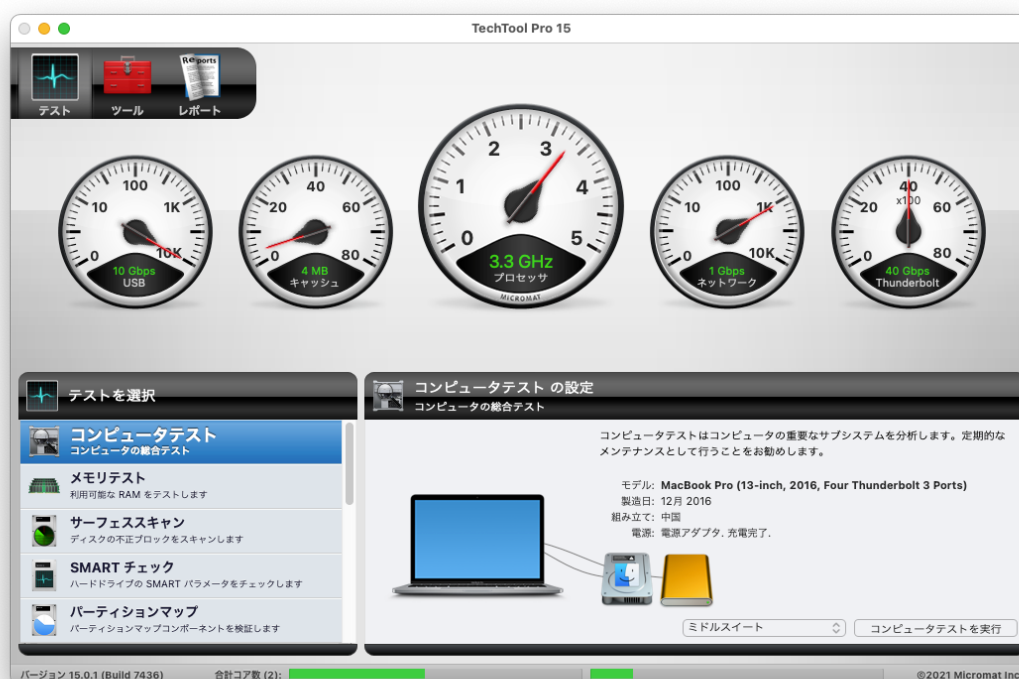 TechTool Pro 15
Reports
テスト
ツール
レポート
0
10
100
1K
10K
10 Gbps
USB
0
20
40
60
80
4 MB
キャッシュ
0
1
2
3
4
5
3.3 GHz
プロセッサ
MICROMAT
0
10
100
1K
10K
1 Gbps
ネットワーク
0
20
40
x100
60
80
40 Gbps
Thunderbolt
テストを選択
コンピュータテスト
コンピュータの総合テスト
メモリテスト
利用可能な RAM をテストします
サーフェススキャン
ディスクの不正ブロックをスキャンします
SMART チェック
ハードドライブの SMART パラメータをチェックします
パーティションマップ
パーティションマップコンポーネントを検証します
コンピュータテスト の設定
コンピュータの総合テスト
コンピュータテストはコンピュータの重要なサブシステムを分析します。定期的な
メンテナンスとして行うことをお勧めします。
モデル: MacBook Pro (13-inch, 2016, Four Thunderbolt 3 Ports)
製造日: 12月 2016
組み立て: 中国
電源: 電源アダプタ. 充電完了.
ミドルスイート
コンピュータテストを実行
バージョン 15.0.1 (Build 7436)
合計コア数 (2):
©2021 Micromat Inc